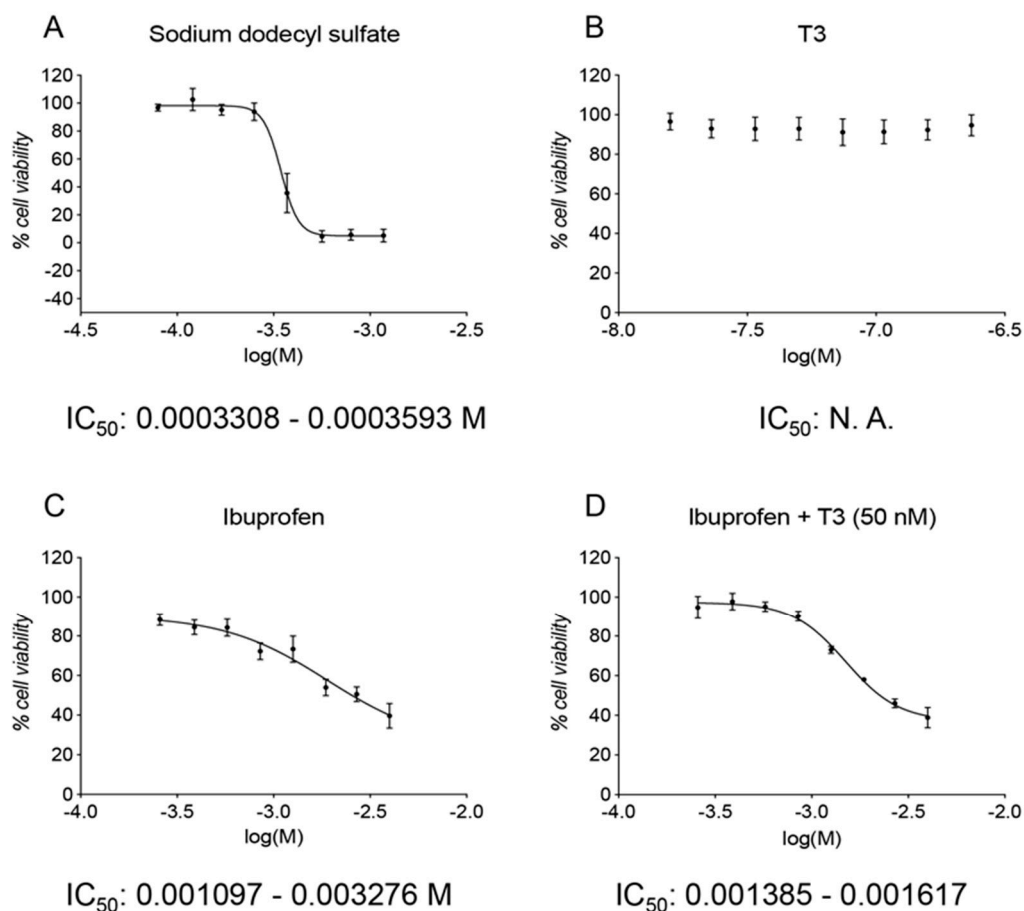 A
Sodium dodecyl sulfate
% cell viability
120
100
80
60
40
20
0
-20
-40
-4.5
-4.0
-3.5
-3.0
-2.5
log(M)
IC50: 0.0003308 - 0.0003593 M
B
T3
% cell viability
120
100
80
60
40
20
0
-8.0
-7.5
-7.0
-6.5
log(M)
IC50: N. A.
C
Ibuprofen
% cell viability
120
100
80
60
40
20
0
-4.0
-3.5
-3.0
-2.5
-2.0
log(M)
IC50: 0.001097 - 0.003276 M
D
Ibuprofen + T3 (50 nM)
% cell viability
120
100
80
60
40
20
0
-4.0
-3.5
-3.0
-2.5
-2.0
log(M)
IC50: 0.001385 - 0.001617